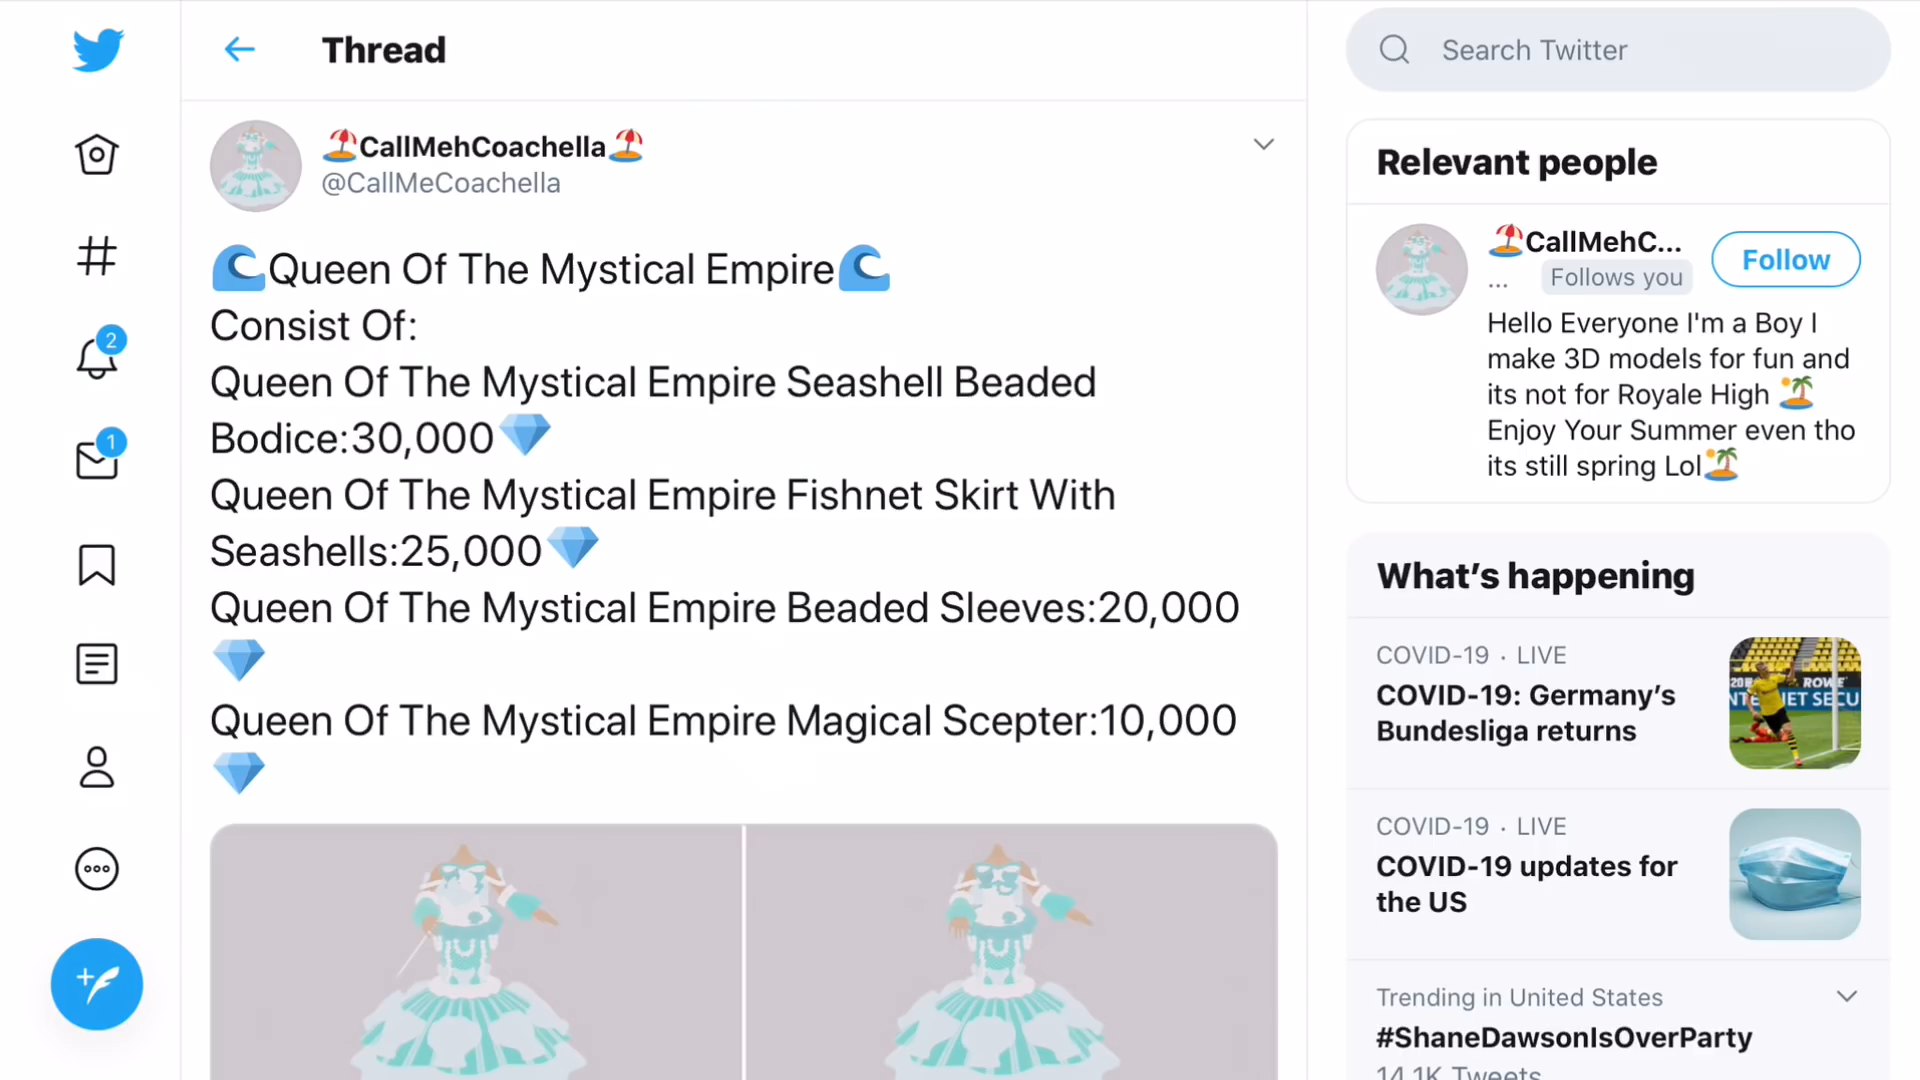 Thread
Search Twitter
🏖️CallMehCoachella🏖️
@CallMeCoachella
🌊Queen Of The Mystical Empire🌊
Consist Of:
Queen Of The Mystical Empire Seashell Beaded
Bodice:30,000💎
Queen Of The Mystical Empire Fishnet Skirt With
Seashells:25,000💎
Queen Of The Mystical Empire Beaded Sleeves:20,000
💎
Queen Of The Mystical Empire Magical Scepter:10,000
💎
2
1
Relevant people
🏖️CallMehC...
... Follows you
Follow
Hello Everyone I'm a Boy I
make 3D models for fun and
its not for Royale High 🏝️
Enjoy Your Summer even tho
its still spring Lol🏝️
What's happening
COVID-19 · LIVE
COVID-19: Germany's
Bundesliga returns
COVID-19 · LIVE
COVID-19 updates for
the US
Trending in United States
#ShaneDawsonIsOverParty
14.1K Tweets